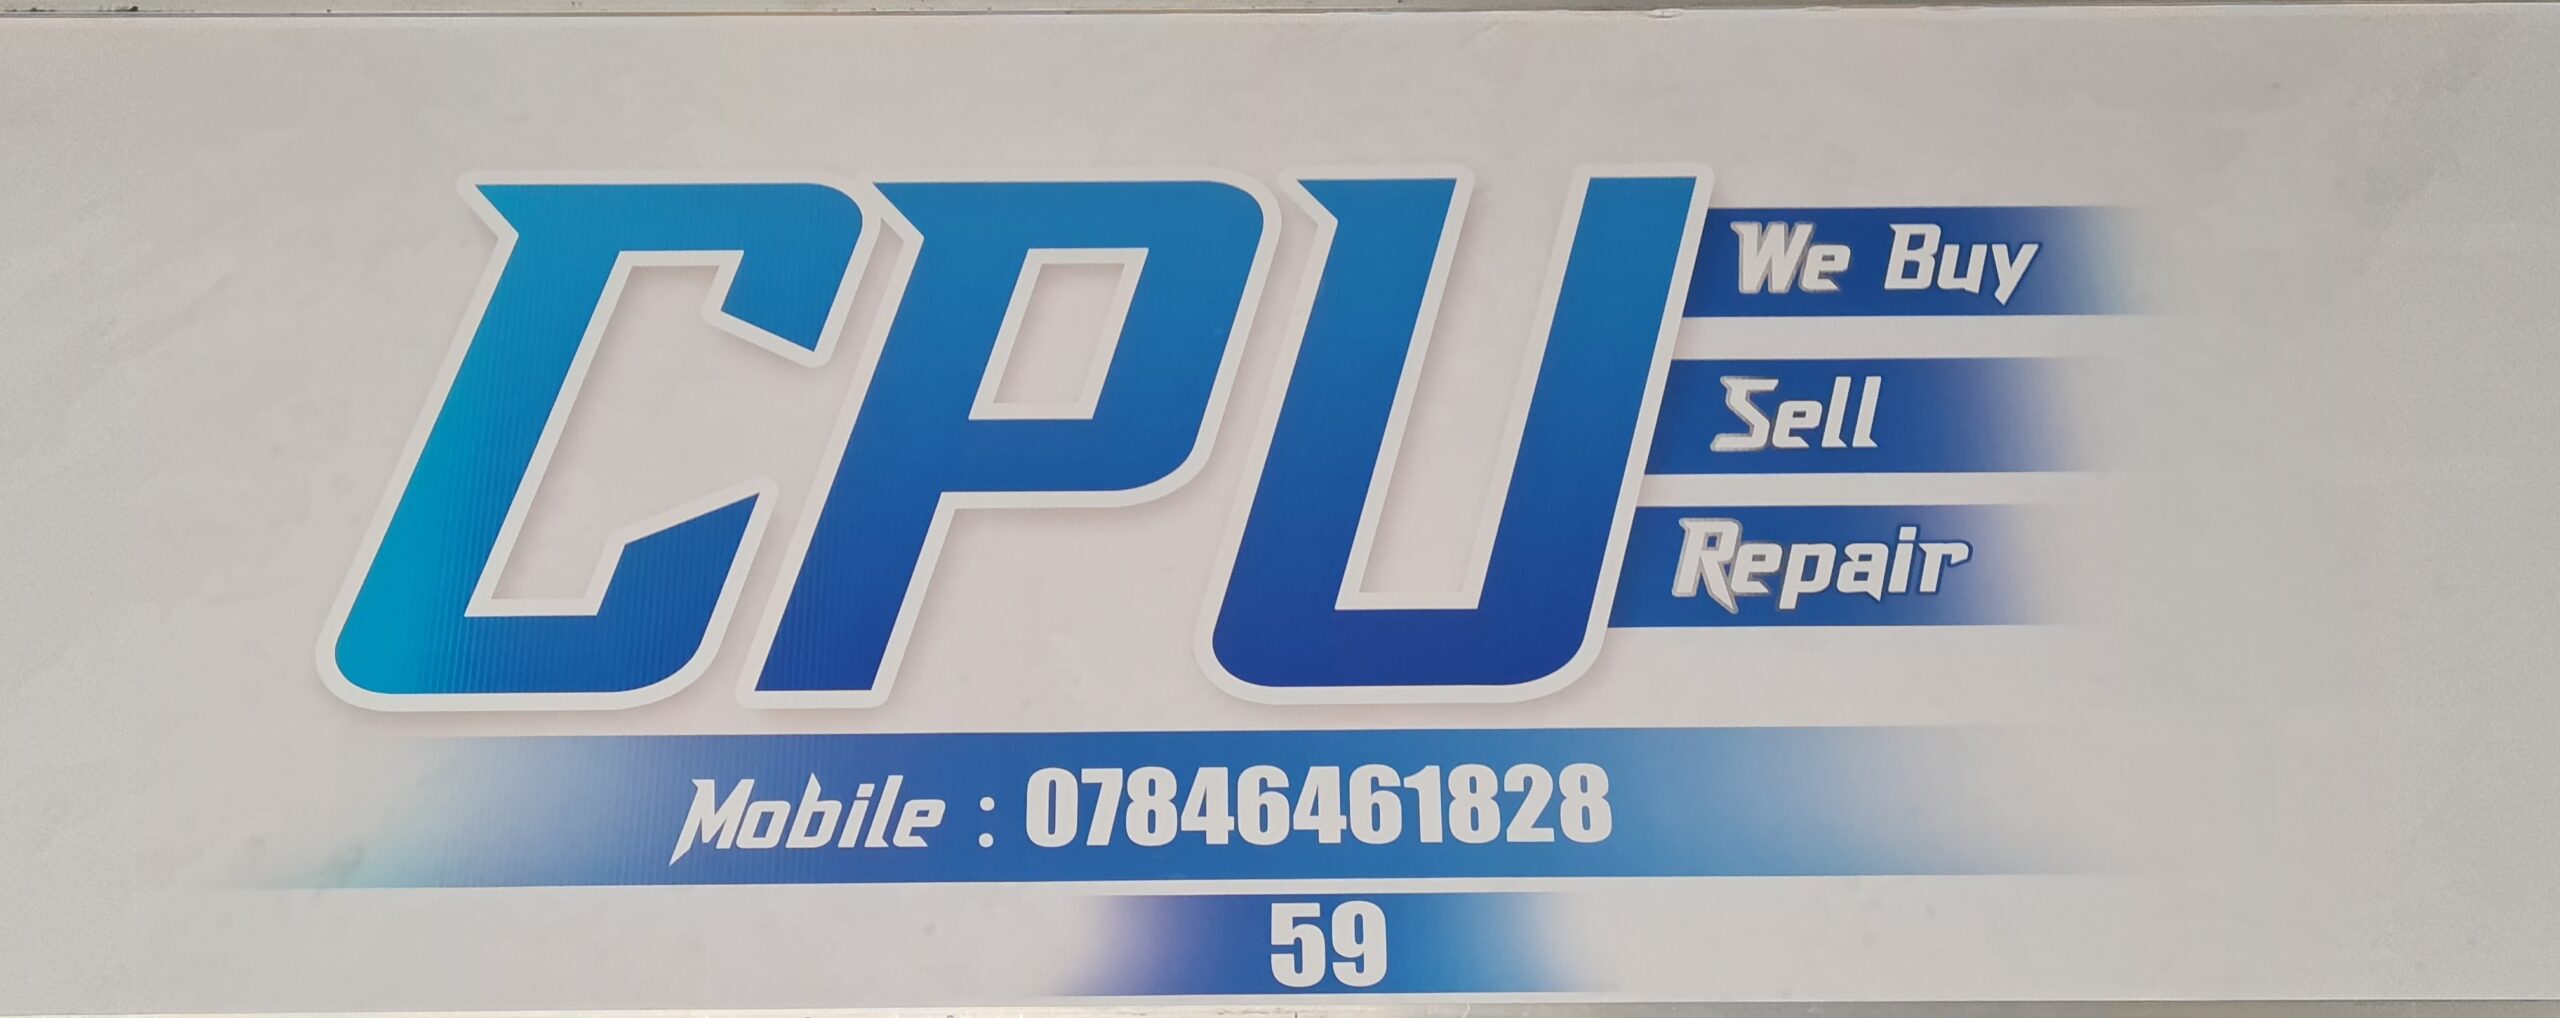 CPU
We Buy
Sell
Repair
Mobile : 07846461828
59